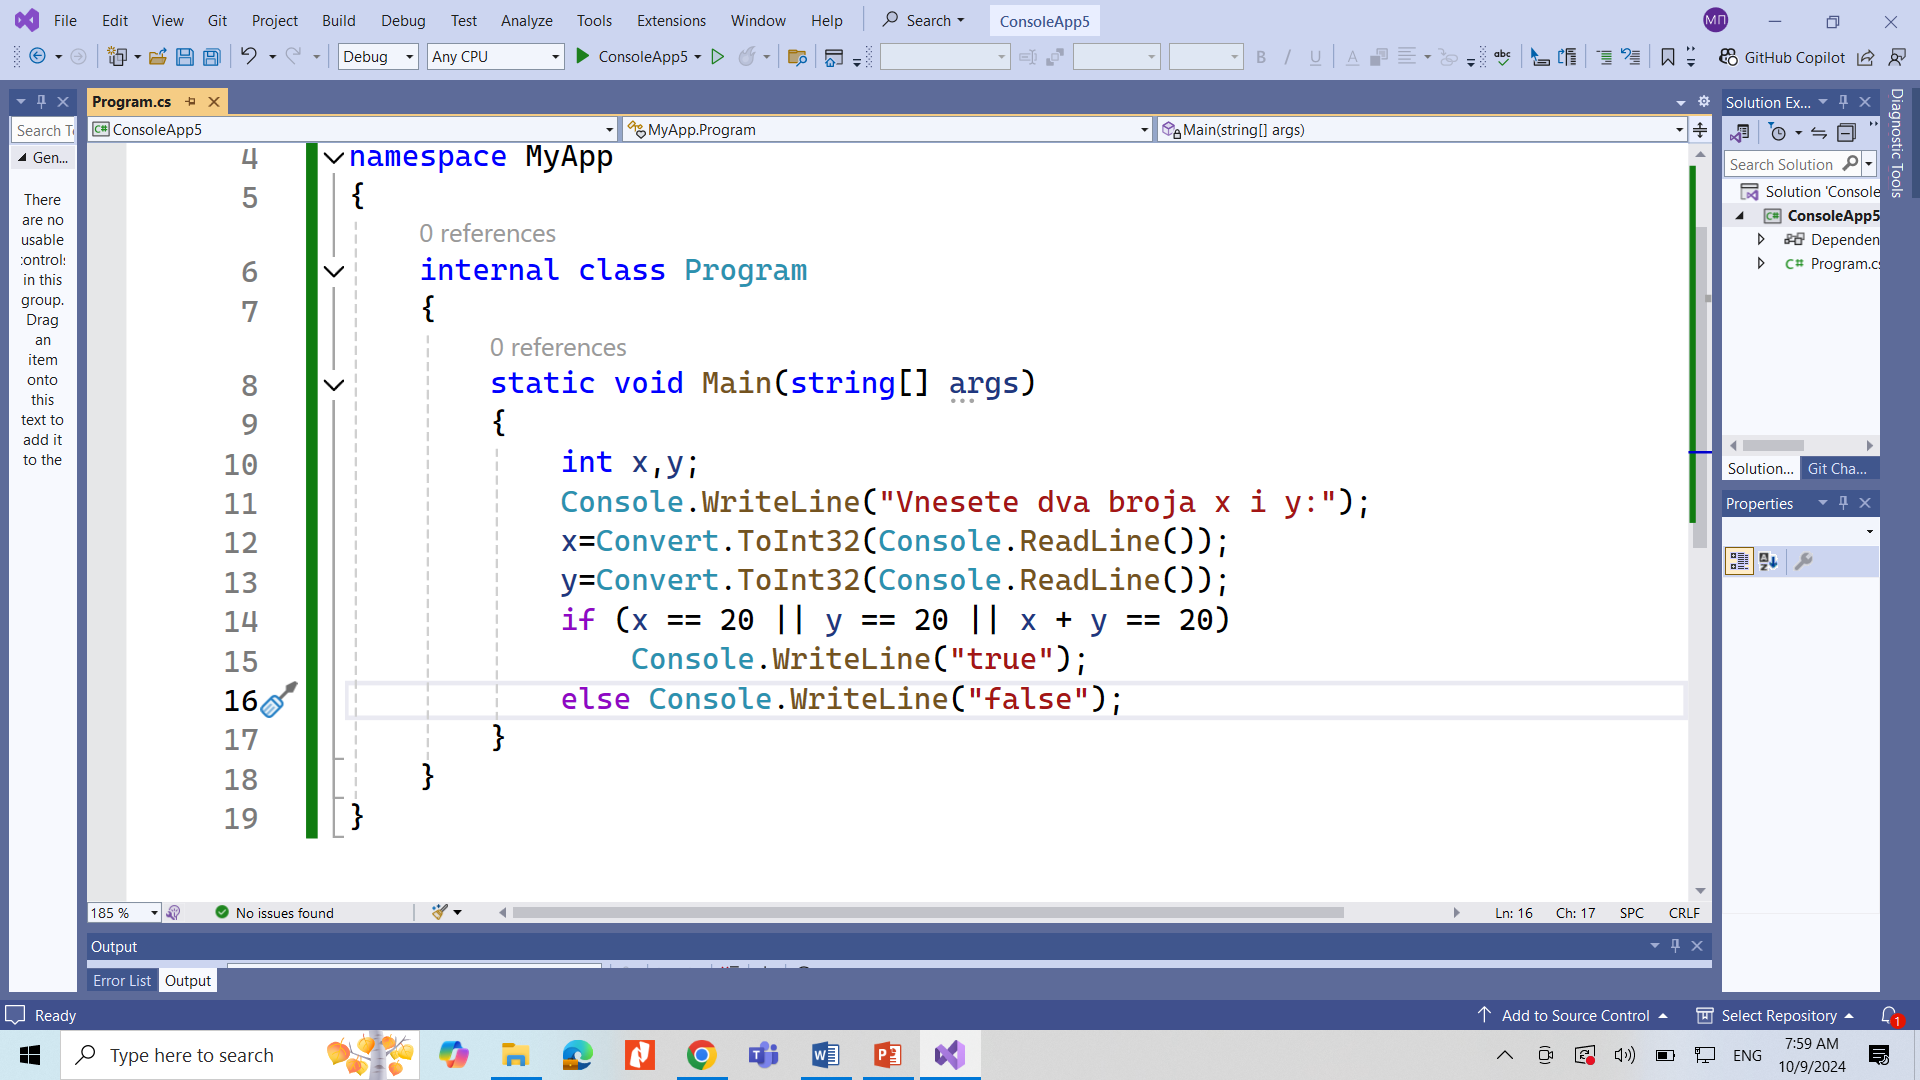 File Edit View Git Project Build Debug Test Analyze Tools Extensions Window Help Search ConsoleApp5 МП
Debug Any CPU ConsoleApp5 GitHub Copilot
Program.cs
ConsoleApp5 MyApp.Program Main(string[] args)
Search To
Gen...
There
are no
usable
controls
in this
group.
Drag
an
item
onto
this
text to
add it
to the
4 namespace MyApp
5 {
0 references
6 internal class Program
7 {
0 references
8 static void Main(string[] args)
9 {
10 int x,y;
11 Console.WriteLine("Vnesete dva broja x i y:");
12 x=Convert.ToInt32(Console.ReadLine());
13 y=Convert.ToInt32(Console.ReadLine());
14 if (x == 20 || y == 20 || x + y == 20)
15 Console.WriteLine("true");
16 else Console.WriteLine("false");
17 }
18 }
19 }
185 % No issues found Ln: 16 Ch: 17 SPC CRLF
Output
Error List Output
Solution Ex...
Search Solution
Solution 'Console
ConsoleApp5
Dependen
Program.cs
Solution... Git Cha...
Properties
Diagnostic Tools
Ready Add to Source Control Select Repository 1
Type here to search ENG 7:59 AM
10/9/2024